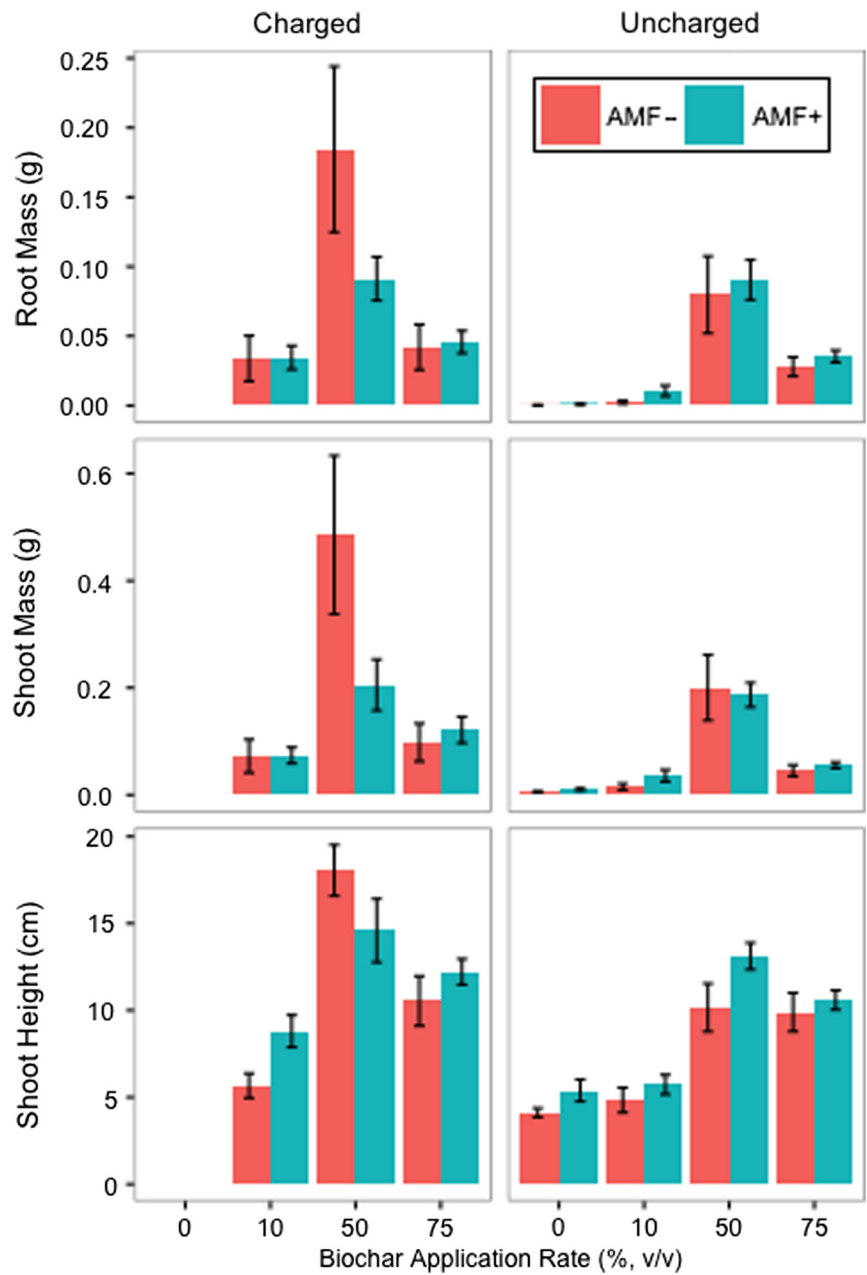 Charged Uncharged
AMF- AMF+
Root Mass (g)
0.25
0.20
0.15
0.10
0.05
0.00
Shoot Mass (g)
0.6
0.4
0.2
0.0
Shoot Height (cm)
20
15
10
5
0
0 10 50 75 0 10 50 75
Biochar Application Rate (%, v/v)